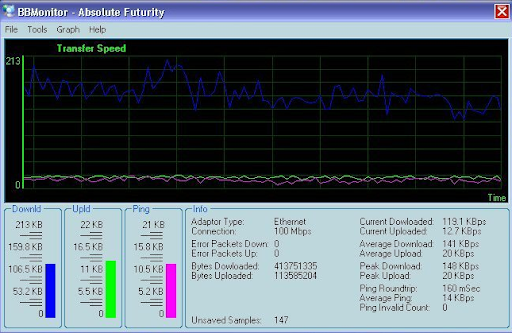 BBMonitor - Absolute Futurity
File Tools Graph Help
Transfer Speed
213
0
Time
Downld
213 KB
159.8 KB
106.5 KB
53.2 KB
0
Upld
22 KB
16.5 KB
11 KB
5.5 KB
0
Ping
21 KB
15.8 KB
10.5 KB
5.2 KB
0
Info
Adaptor Type: Ethernet
Connection: 100 Mbps
Error Packets Down: 0
Error Packets Up: 0
Bytes Dowloaded: 413751335
Bytes Uploaded: 113585204
Unsaved Samples: 147
Current Dowloaded: 119.1 KBps
Current Uploaded: 12.7 KBps
Average Download: 141 KBps
Average Upload: 20 KBps
Peak Download: 148 KBps
Peak Upload: 20 KBps
Ping Roundtrip: 160 mSec
Average Ping: 14 KBps
Ping Invalid Count: 0